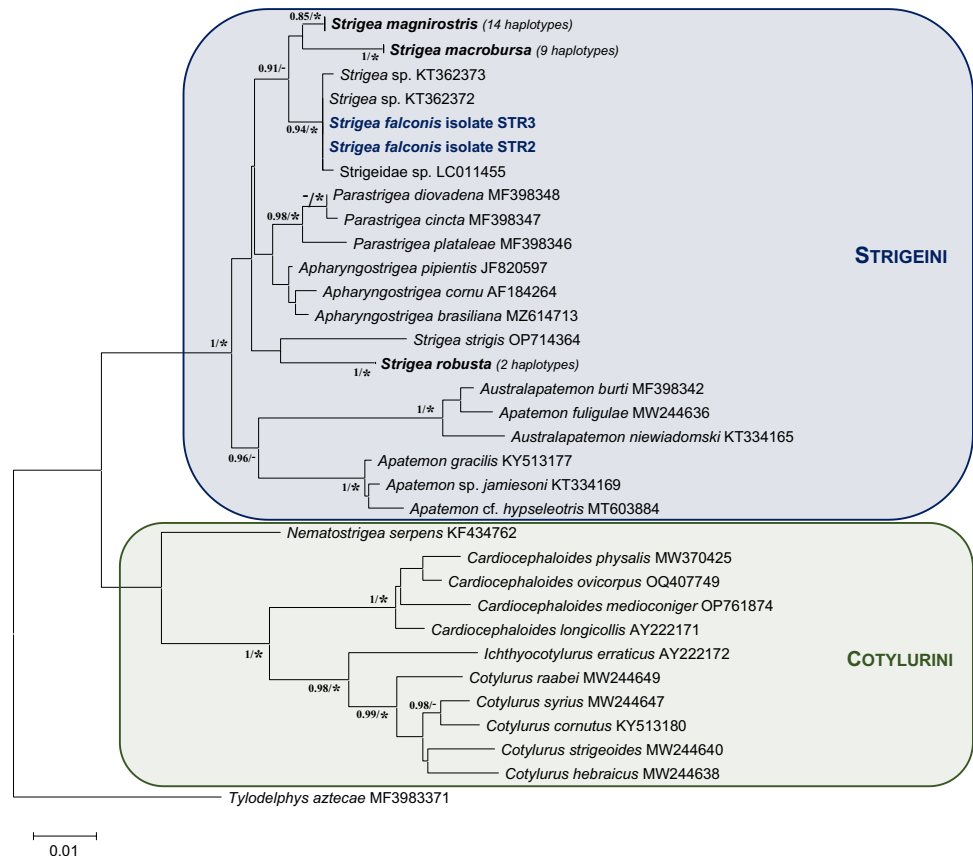 0.85/*
Strigea magnirostris (14 haplotypes)
Strigea macrobursa (9 haplotypes)
1/*
0.91/-
Strigea sp. KT362373
Strigea sp. KT362372
Strigea falconis isolate STR3
0.94/*
Strigea falconis isolate STR2
Strigeidae sp. LC011455
-/*
Parastrigea diovadena MF398348
0.98/*
Parastrigea cincta MF398347
Parastrigea plataleae MF398346
STRIGEINI
Apharyngostrigea pipientis JF820597
Apharyngostrigea cornu AF184264
Apharyngostrigea brasiliana MZ614713
1/*
Strigea strigis OP714364
Strigea robusta (2 haplotypes)
1/*
Australapatemon burti MF398342
1/*
Apatemon fuligulae MW244636
Australapatemon niewiadomski KT334165
0.96/-
Apatemon gracilis KY513177
1/*
Apatemon sp. jamiesoni KT334169
Apatemon cf. hypseleotris MT603884
Nematostrigea serpens KF434762
Cardiocephaloides physalis MW370425
Cardiocephaloides ovicorpus OQ407749
1/*
Cardiocephaloides medioconiger OP761874
Cardiocephaloides longicollis AY222171
1/*
Ichthyocotylurus erraticus AY222172
COTYLURINI
0.98/*
Cotylurus raabei MW244649
0.99/*
0.98/-
Cotylurus syrius MW244647
Cotylurus cornutus KY513180
Cotylurus strigeoides MW244640
Cotylurus hebraicus MW244638
Tylodelphys aztecae MF3983371
0.01